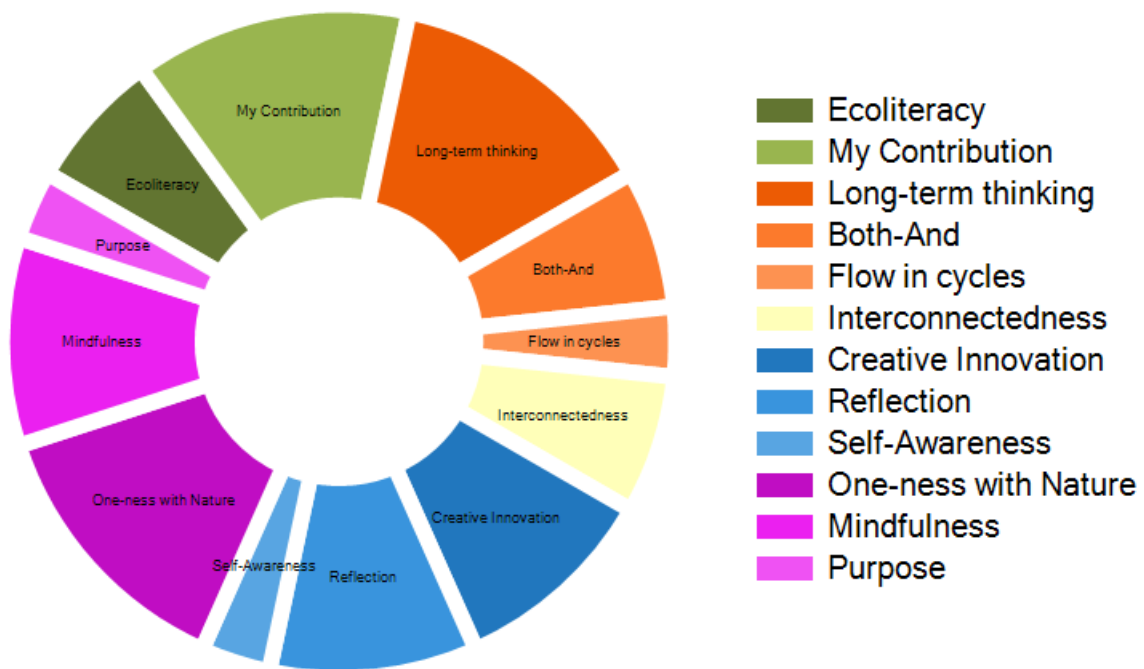 My Contribution
Long-term thinking
Ecoliteracy
Purpose
Both-And
Mindfulness
Flow in cycles
Interconnectedness
One-ness with Nature
Creative Innovation
Self-Awareness
Reflection
Ecoliteracy
My Contribution
Long-term thinking
Both-And
Flow in cycles
Interconnectedness
Creative Innovation
Reflection
Self-Awareness
One-ness with Nature
Mindfulness
Purpose